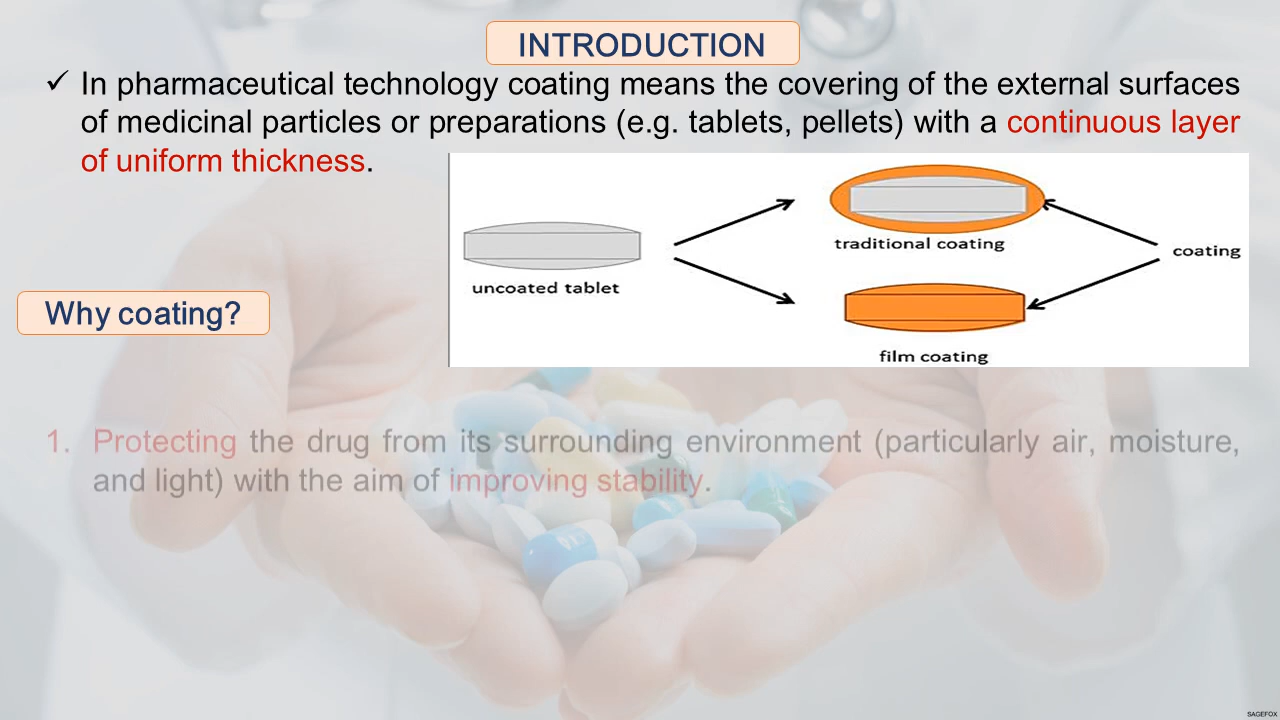 INTRODUCTION
✓ In pharmaceutical technology coating means the covering of the external surfaces
of medicinal particles or preparations (e.g. tablets, pellets) with a continuous layer
of uniform thickness.
traditional coating
coating
uncoated tablet
Why coating?
film coating
1. Protecting the drug from its surrounding environment (particularly air, moisture,
and light) with the aim of improving stability.
SAGEFOX